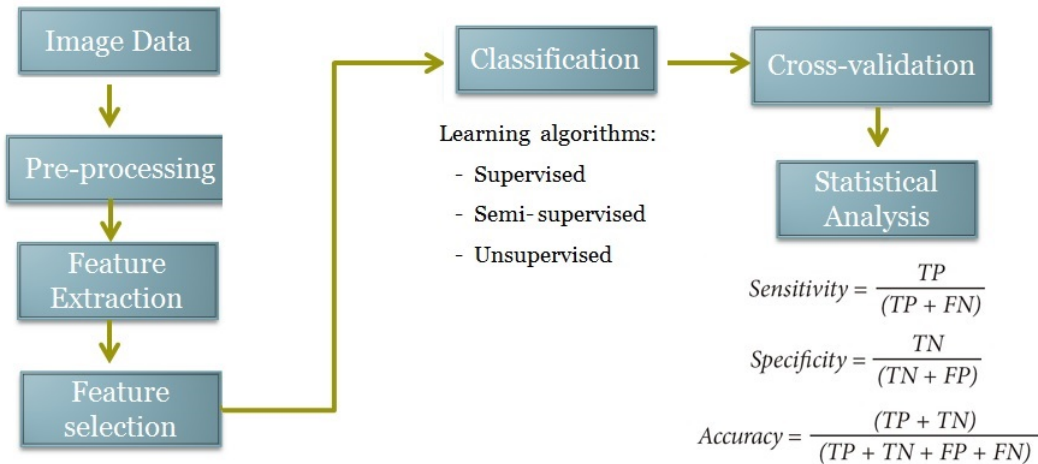 Image Data
Pre-processing
Feature
Extraction
Feature
selection
Classification
Learning algorithms:
- Supervised
- Semi-supervised
- Unsupervised
Cross-validation
Statistical
Analysis
Sensitivity = TP / (TP + FN)
Specificity = TN / (TN + FP)
Accuracy = (TP + TN) / (TP + TN + FP + FN)